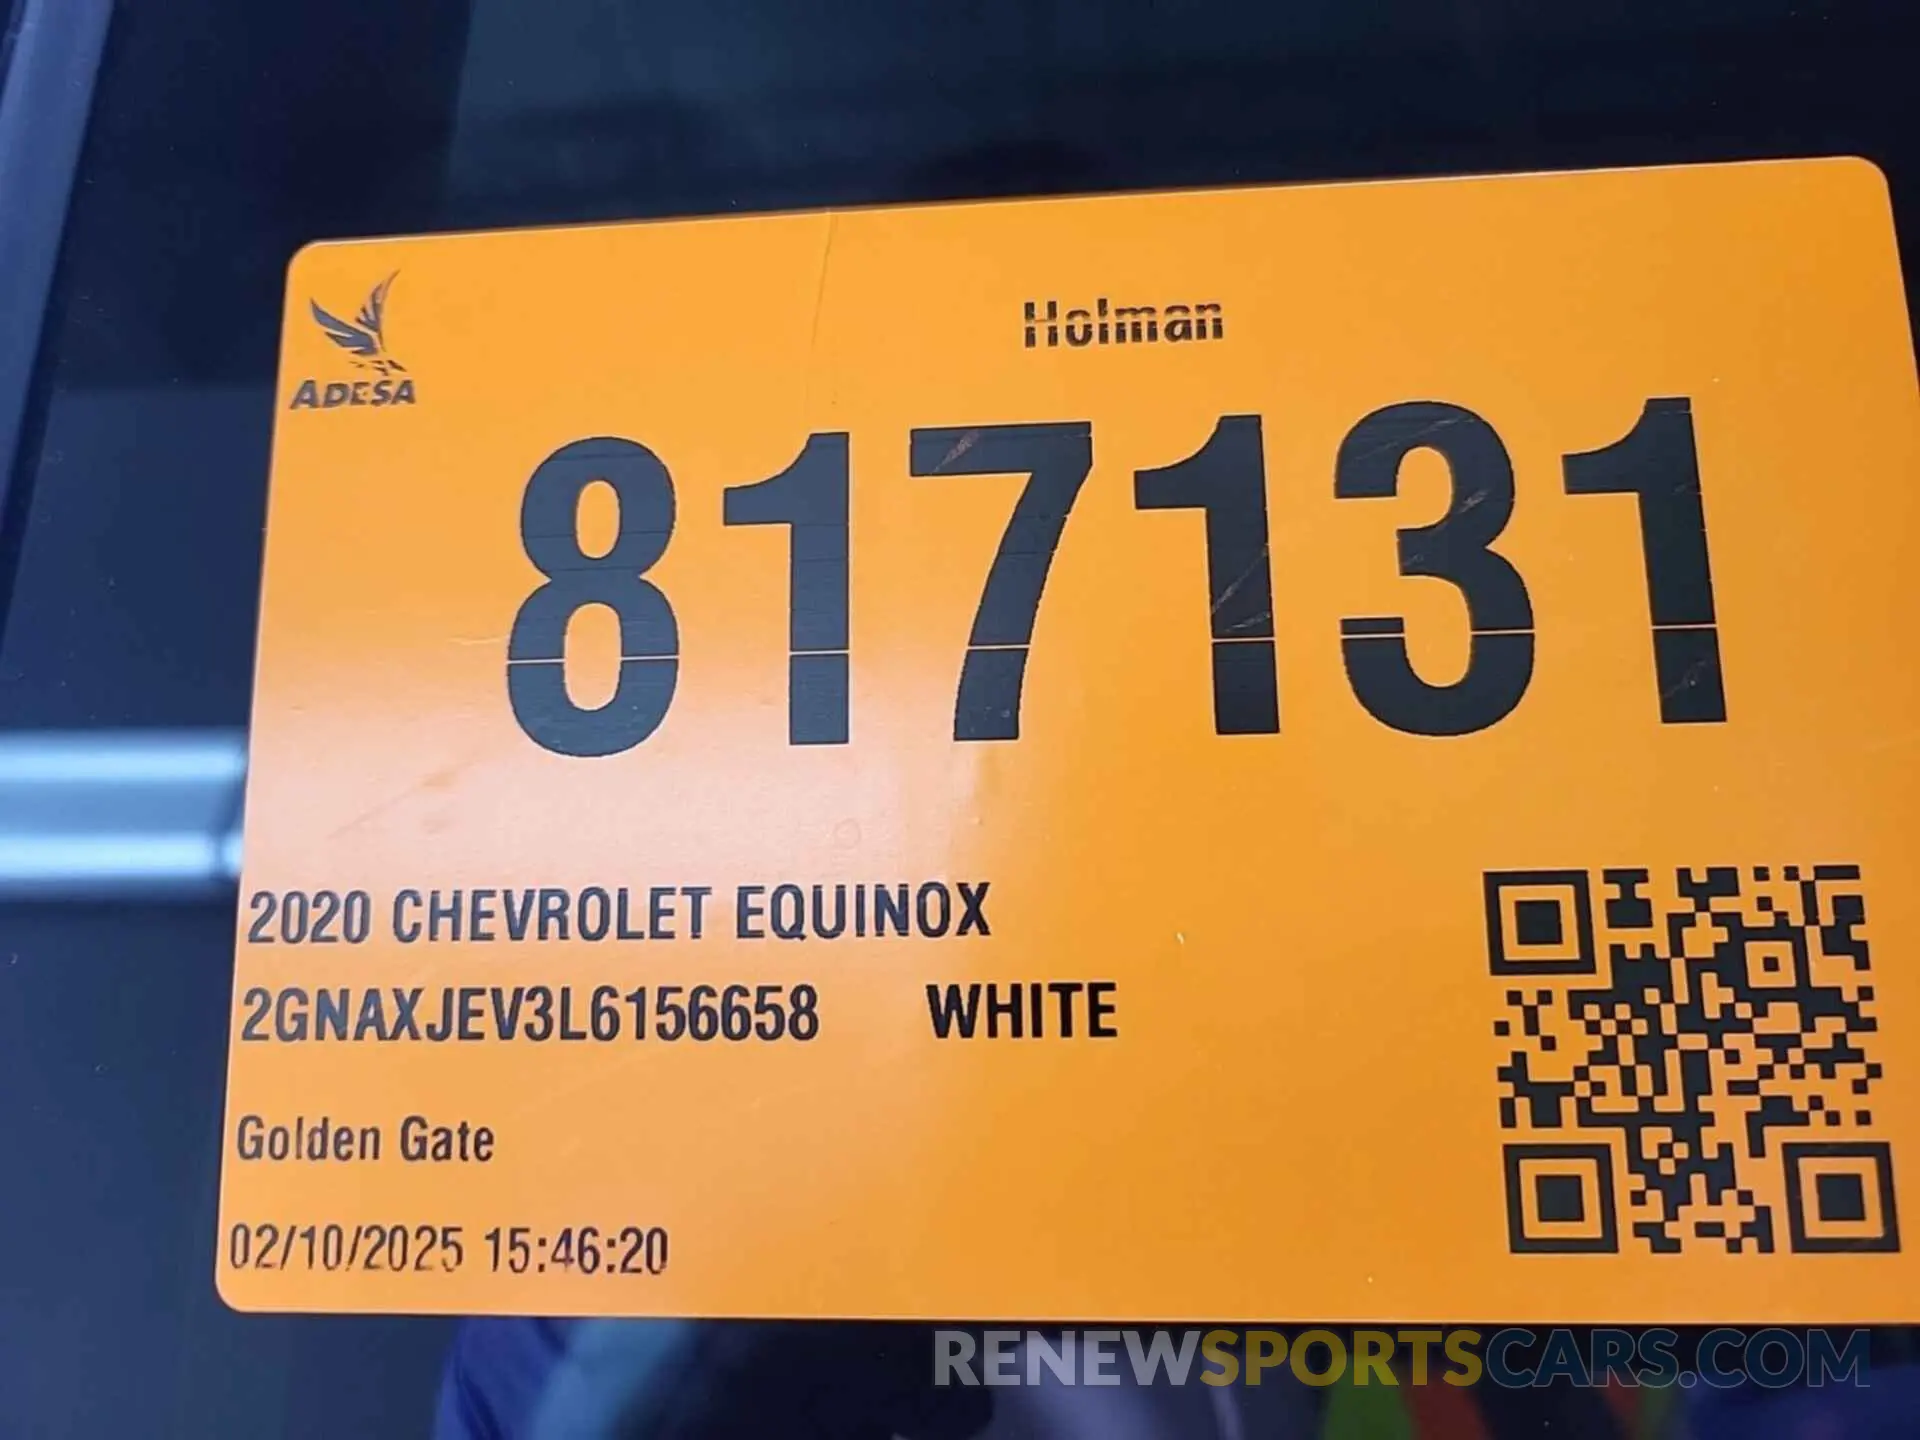 ADESA
Holman
817131
2020 CHEVROLET EQUINOX
2GNAXJEV3L6156658 WHITE
Golden Gate
02/10/2025 15:46:20
RENEWSPORTSCARS.COM